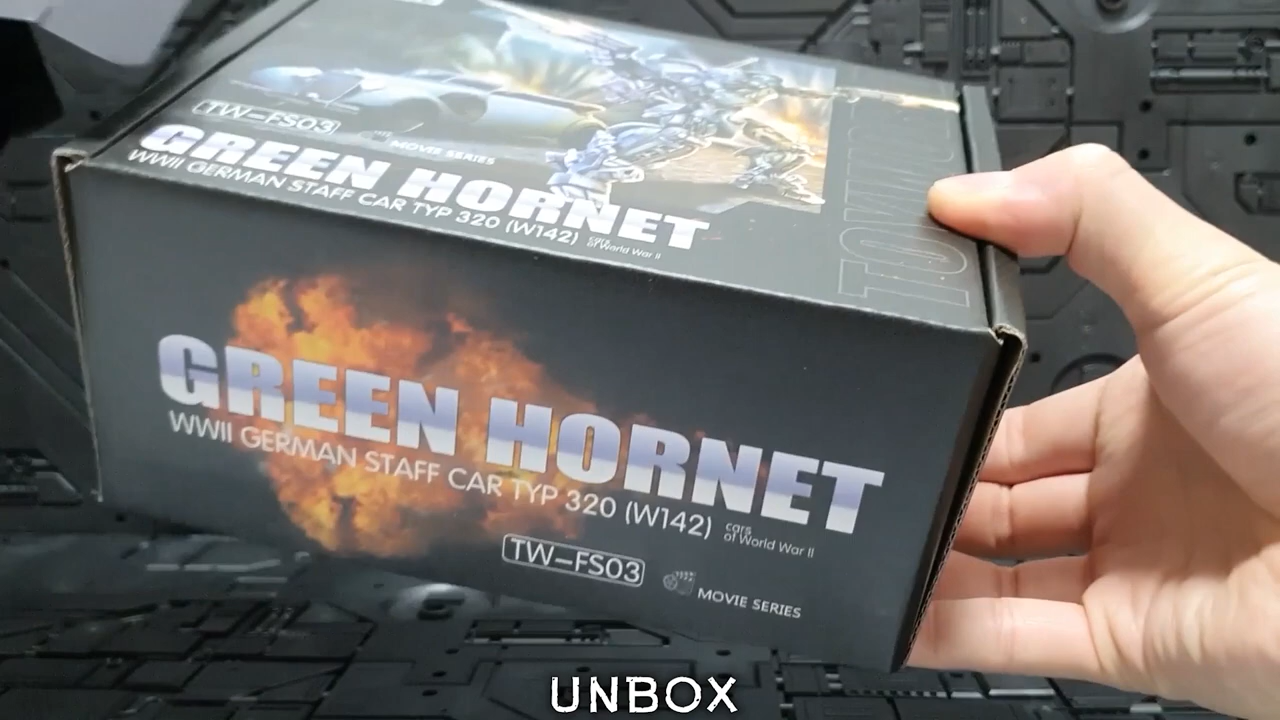 TW-FS03
MOVIE SERIES
GREEN HORNET
WWII GERMAN STAFF CAR TYP 320 (W142) cars
of World War II
GREEN HORNET
WWII GERMAN STAFF CAR TYP 320 (W142) cars
of World War II
TW-FS03
MOVIE SERIES
UNBOX